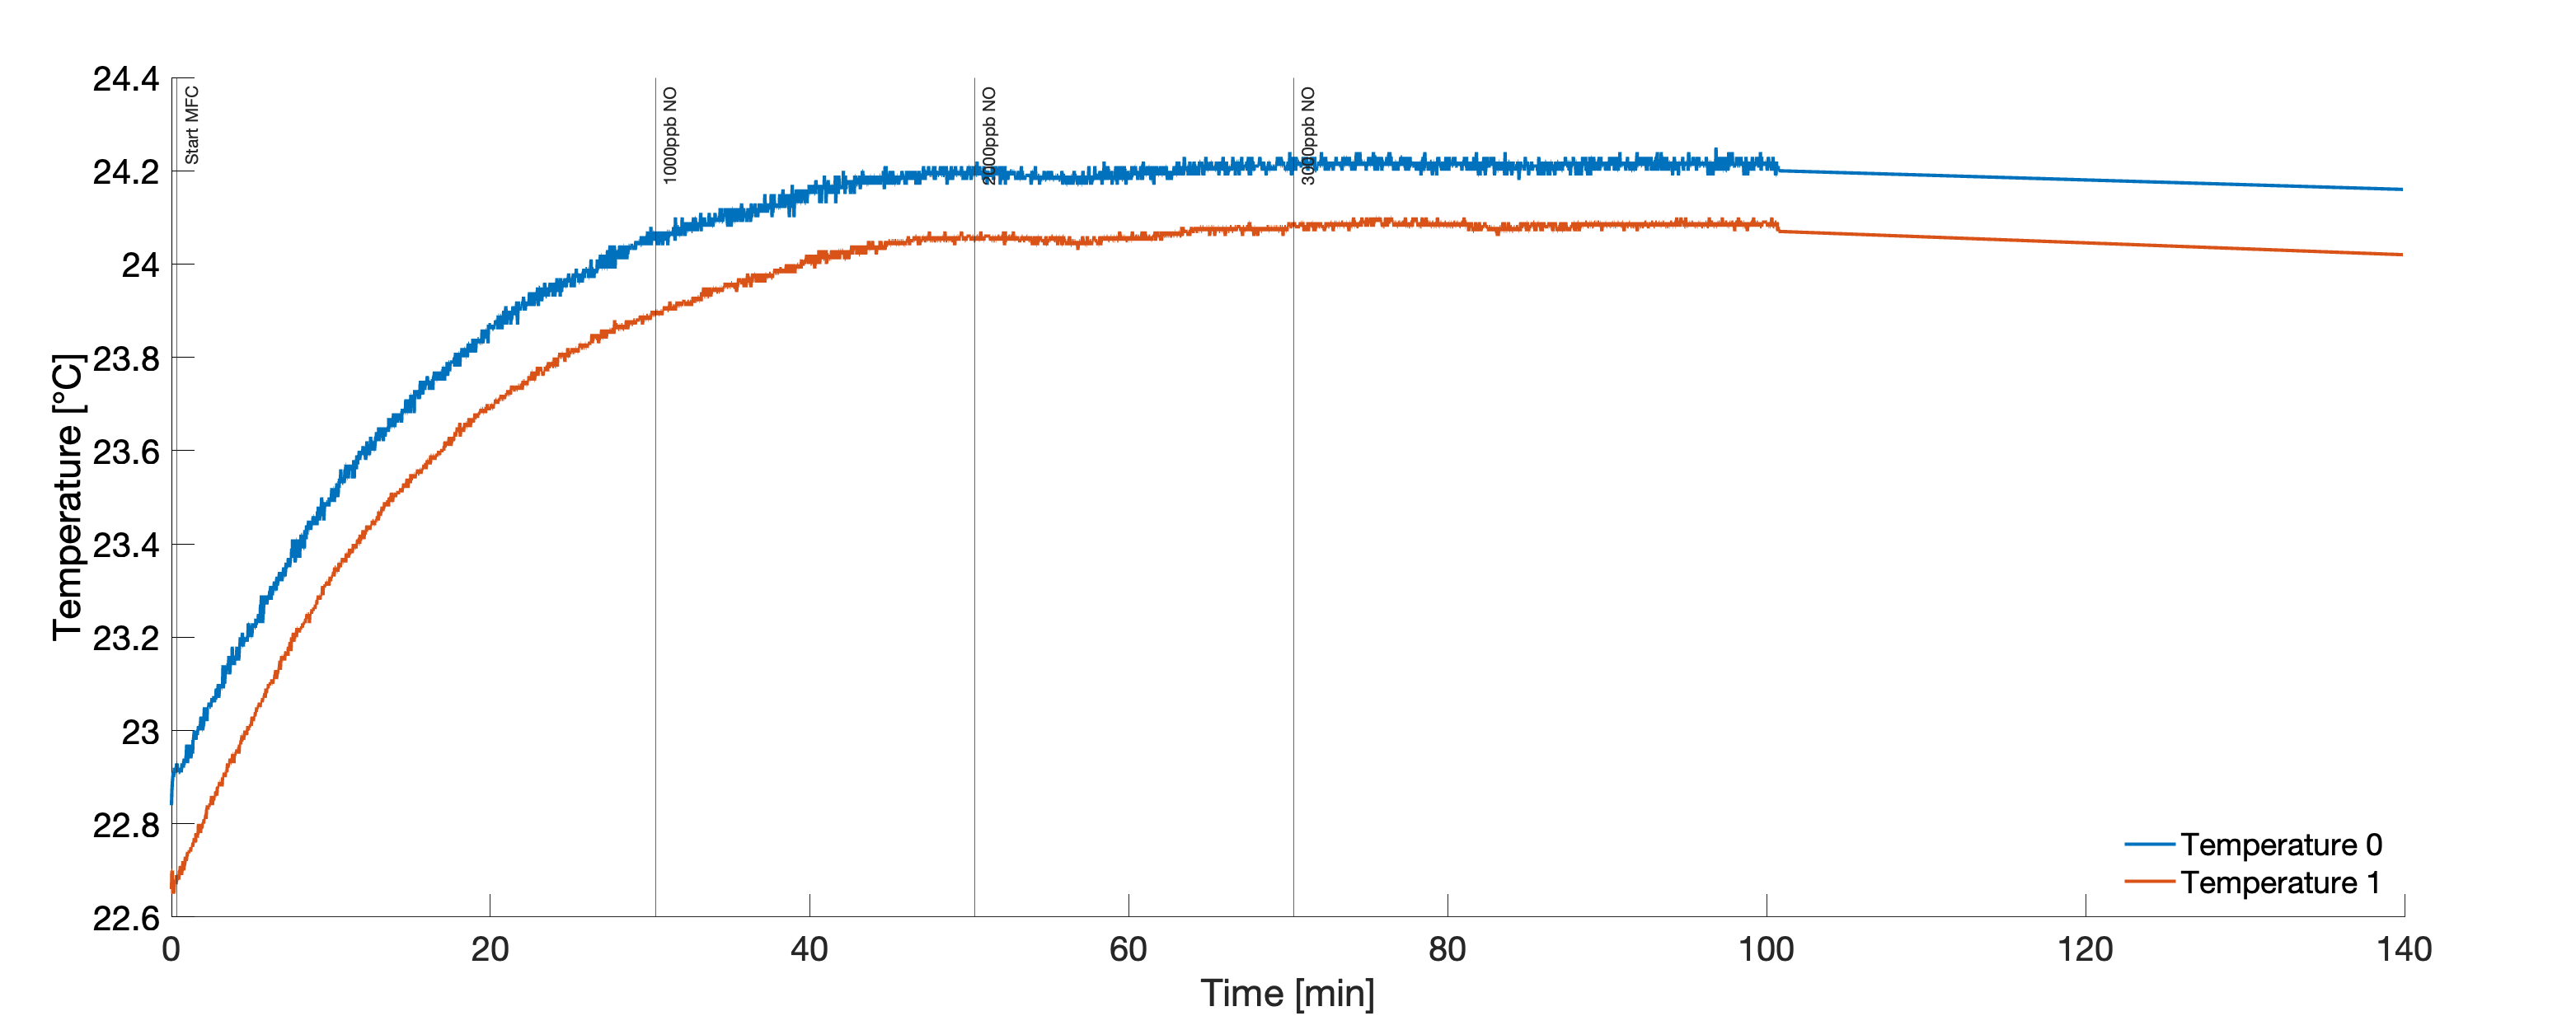 24.4
24.2
24
23.8
23.6
23.4
23.2
23
22.8
22.6
Temperature [°C]
Start MFC
1000ppb NO
2000ppb NO
3000ppb NO
Temperature 0
Temperature 1
0 20 40 60 80 100 120 140
Time [min]